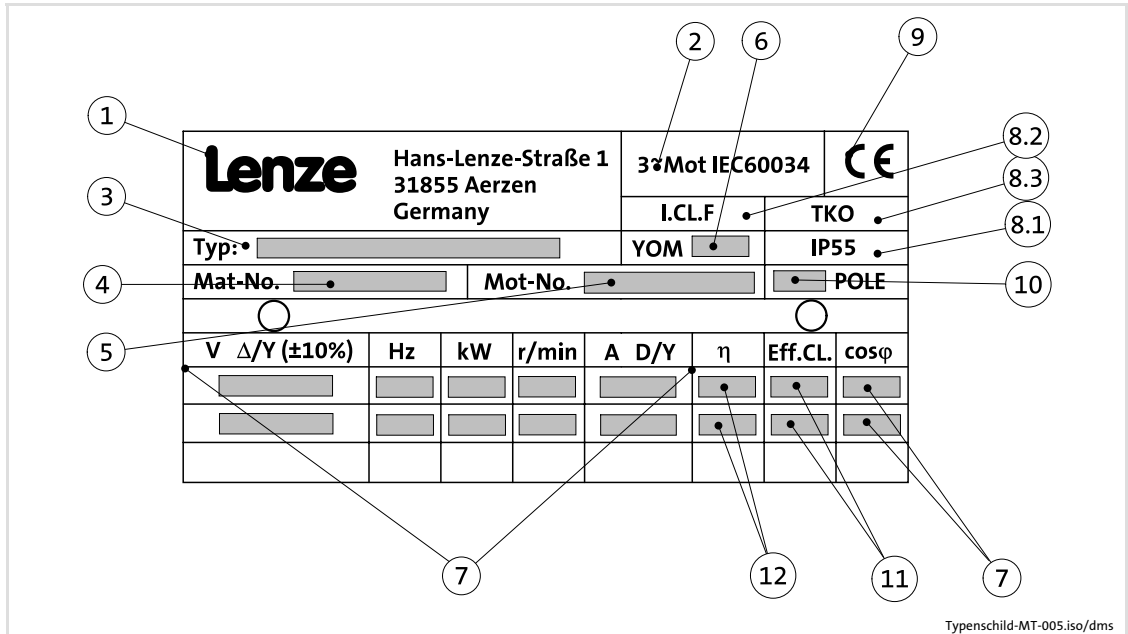 2 6 9
1
8.2
Lenze Hans-Lenze-Straße 1 3~Mot IEC60034 CE
31855 Aerzen
Germany
8.3
3
I.CL.F TKO
8.1
Typ: YOM IP55
4 Mat-No. Mot-No. POLE 10
5
V Δ/Y (±10%) Hz kW r/min A D/Y η Eff.CL. cosφ
7 12 11 7
Typenschild-MT-005.iso/dms